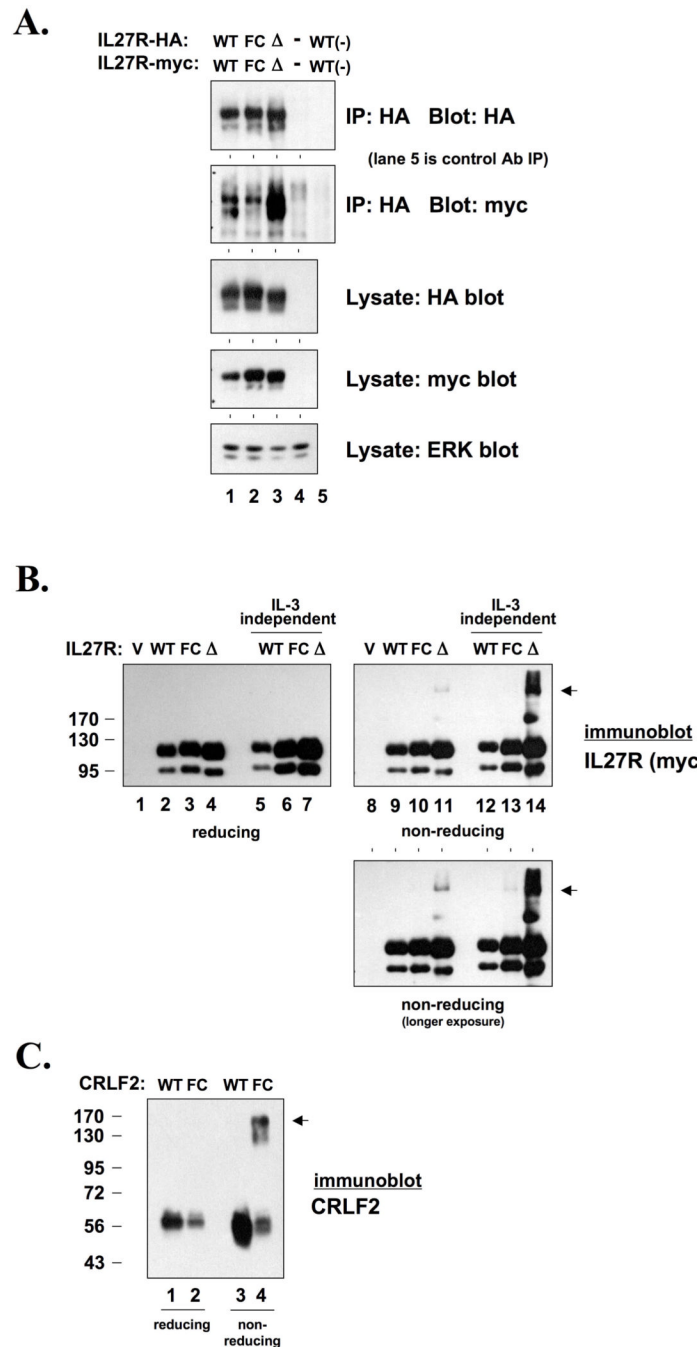 A.
IL27R-HA: WT FC Δ - WT(-)
IL27R-myc: WT FC Δ - WT(-)
IP: HA Blot: HA
(lane 5 is control Ab IP)
IP: HA Blot: myc
Lysate: HA blot
Lysate: myc blot
Lysate: ERK blot
1 2 3 4 5
B.
IL-3
independent
IL-3
independent
IL27R: V WT FC Δ WT FC Δ V WT FC Δ WT FC Δ
170 –
130 –
95 –
immunoblot
IL27R (myc
1 2 3 4 5 6 7 8 9 10 11 12 13 14
reducing
non-reducing
non-reducing
(longer exposure)
C.
CRLF2: WT FC WT FC
170 –
130 –
95 –
72 –
56 –
43 –
immunoblot
CRLF2
1 2 3 4
reducing
non-
reducing